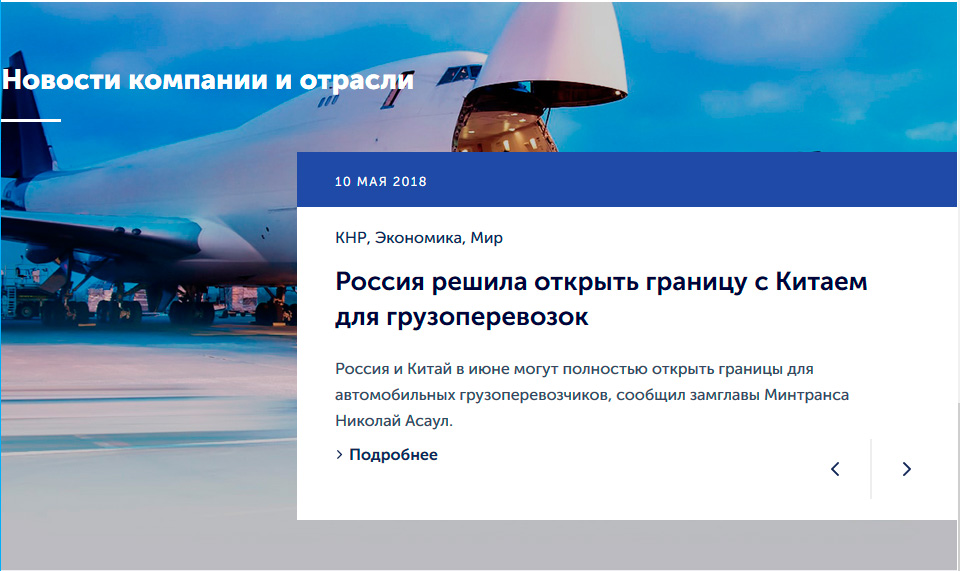 Новости компании и отрасли
10 МАЯ 2018
КНР, Экономика, Мир
Россия решила открыть границу с Китаем
для грузоперевозок
Россия и Китай в июне могут полностью открыть границы для
автомобильных грузоперевозчиков, сообщил замглавы Минтранса
Николай Асаул.
Подробнее